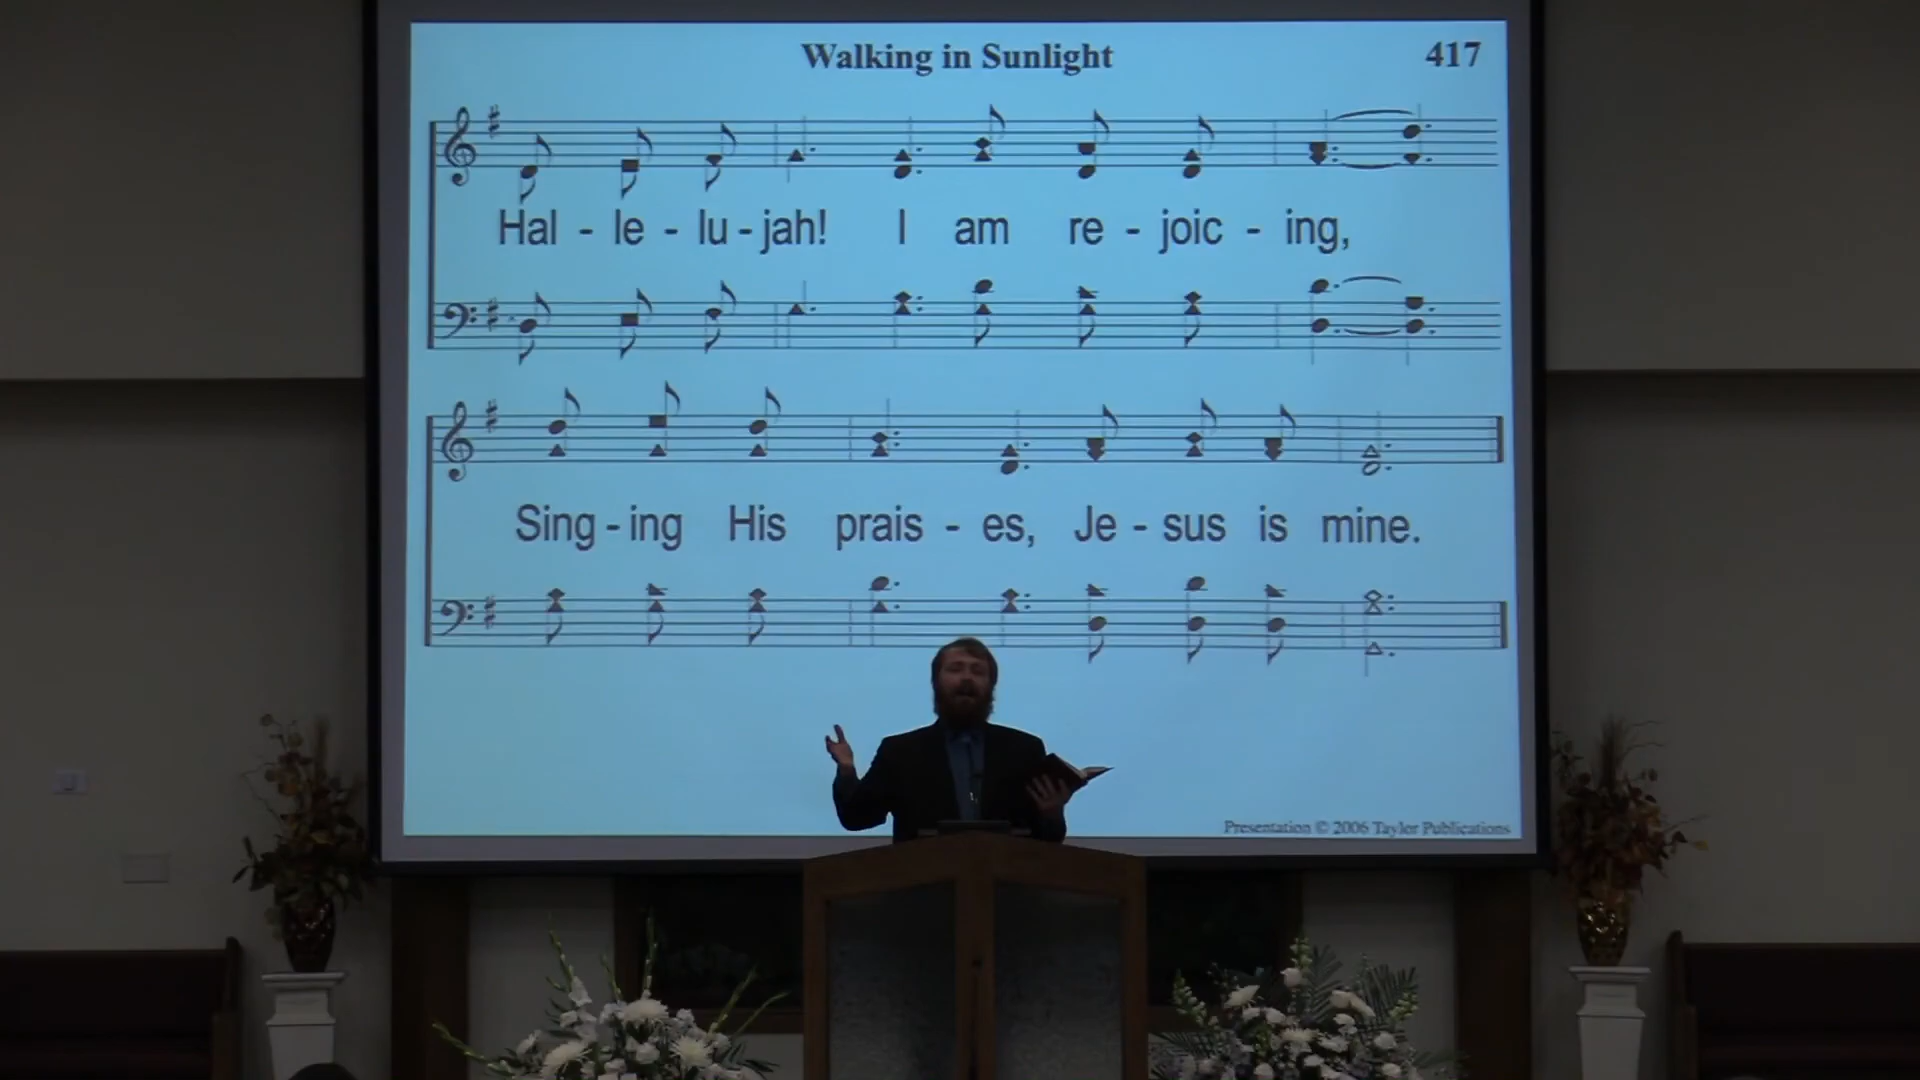 Walking in Sunlight 417
Hal - le - lu - jah! I am re - joic - ing,
Sing - ing His prais - es, Je - sus is mine.
Presentation © 2006 Taylor Publications